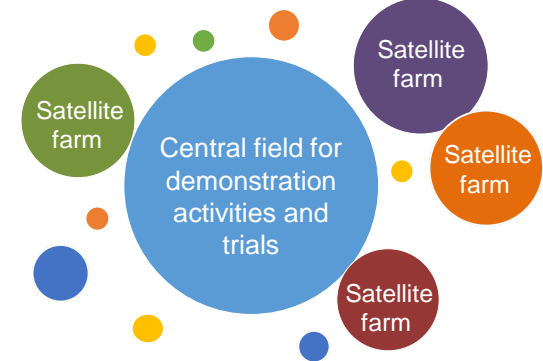 Satellite
farm
Satellite
farm
Central field for
demonstration
activities and
trials
Satellite
farm
Satellite
farm